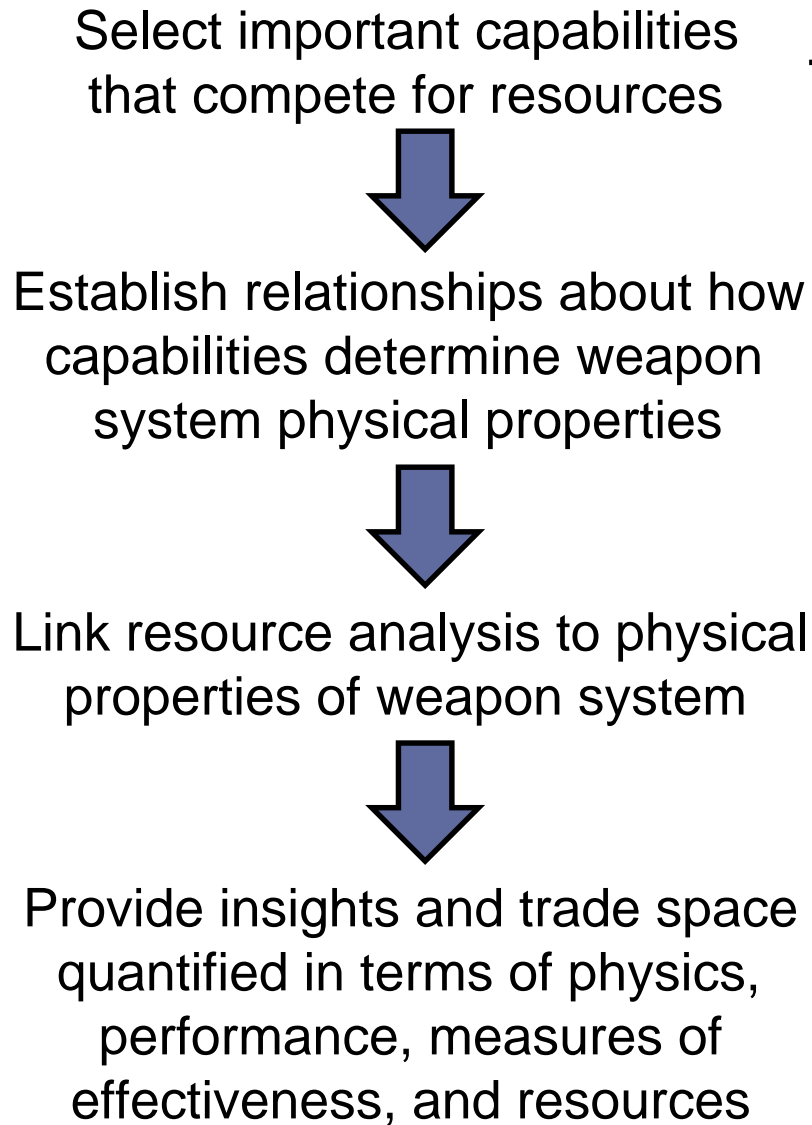 Select important capabilities
that compete for resources
Establish relationships about how
capabilities determine weapon
system physical properties
Link resource analysis to physical
properties of weapon system
Provide insights and trade space
quantified in terms of physics,
performance, measures of
effectiveness, and resources